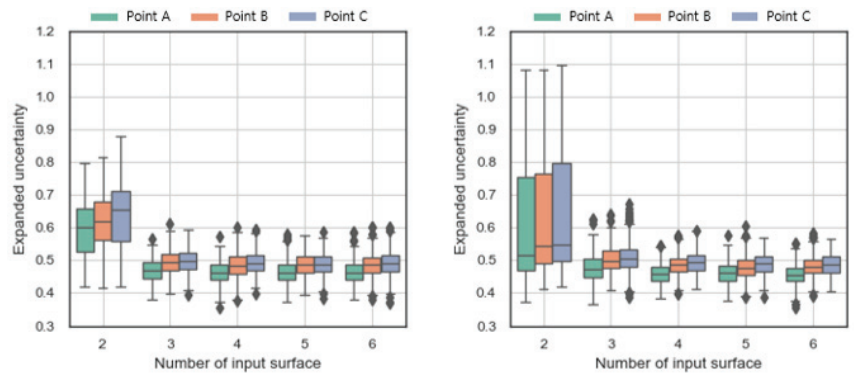 Point A Point B Point C
1.2
1.1
1.0
0.9
0.8
0.7
0.6
0.5
0.4
0.3
Expanded uncertainty
2 3 4 5 6
Number of input surface
Point A Point B Point C
1.2
1.1
1.0
0.9
0.8
0.7
0.6
0.5
0.4
0.3
Expanded uncertainty
2 3 4 5 6
Number of input surface